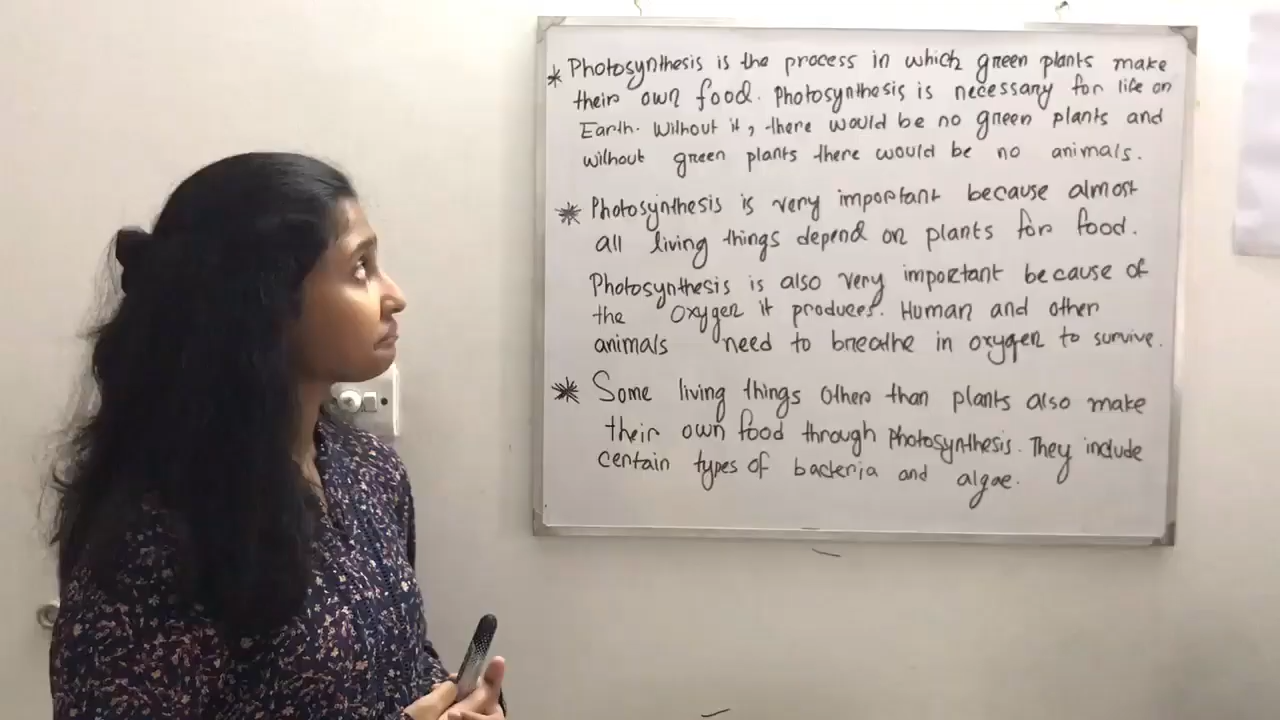 * Photosynthesis is the process in which green plants make
their own food. Photosynthesis is necessary for life on
Earth. Without it, there would be no green plants and
without green plants there would be no animals.
* Photosynthesis is very important because almost
all living things depend on plants for food.
Photosynthesis is also very important because of
the oxygen it produces. Human and other
animals need to breathe in oxygen to survive.
* Some living things other than plants also make
their own food through photosynthesis. They include
certain types of bacteria and algae.